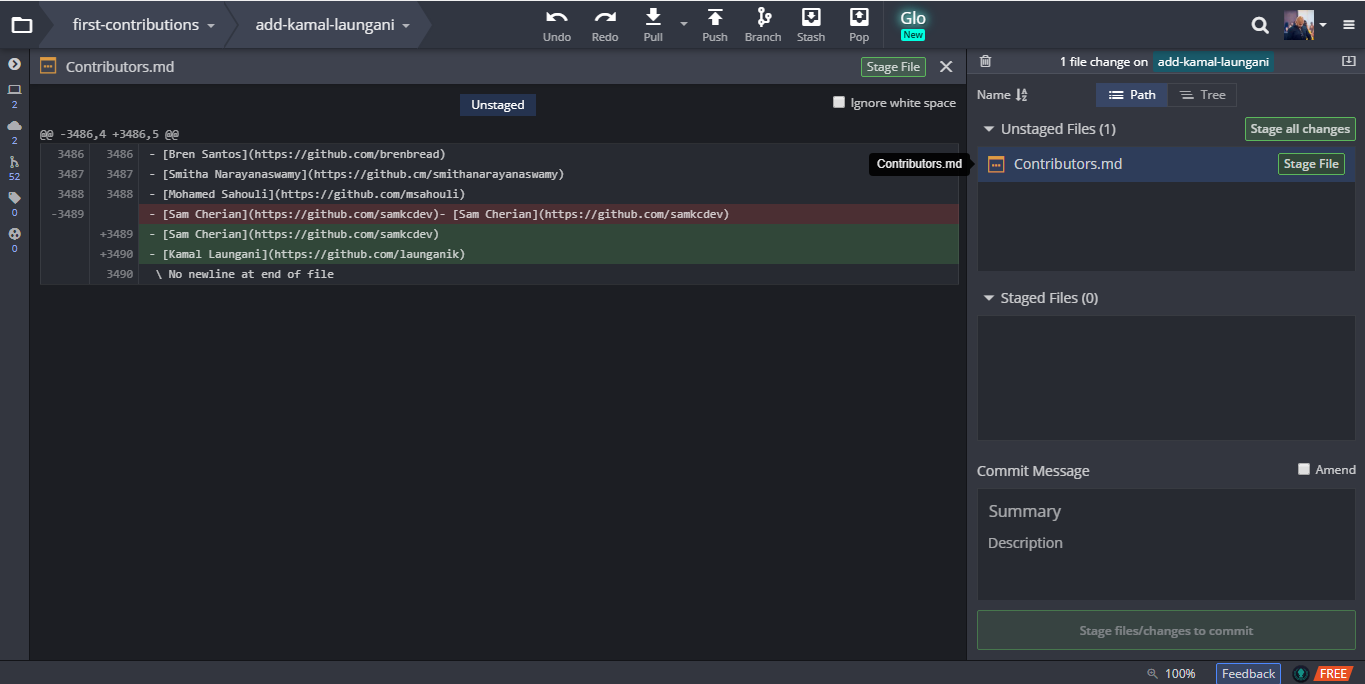 first-contributions
add-kamal-laungani
Undo
Redo
Pull
Push
Branch
Stash
Pop
Glo
New
Contributors.md
Stage File
Unstaged
Ignore white space
@@ -3486,4 +3486,5 @@
3486 3486 - [Bren Santos](https://github.com/brenbread)
3487 3487 - [Smitha Narayanaswamy](https://github.cm/smithanarayanaswamy)
3488 3488 - [Mohamed Sahouli](https://github.com/msahouli)
-3489 - [Sam Cherian](https://github.com/samkcdev)- [Sam Cherian](https://github.com/samkcdev)
+3489 - [Sam Cherian](https://github.com/samkcdev)
+3490 - [Kamal Laungani](https://github.com/launganik)
3490 \ No newline at end of file
2
2
52
0
0
1 file change on add-kamal-laungani
Name
Path
Tree
Unstaged Files (1)
Stage all changes
Contributors.md
Contributors.md
Stage File
Staged Files (0)
Commit Message
Amend
Summary
Description
Stage files/changes to commit
100%
Feedback
FREE